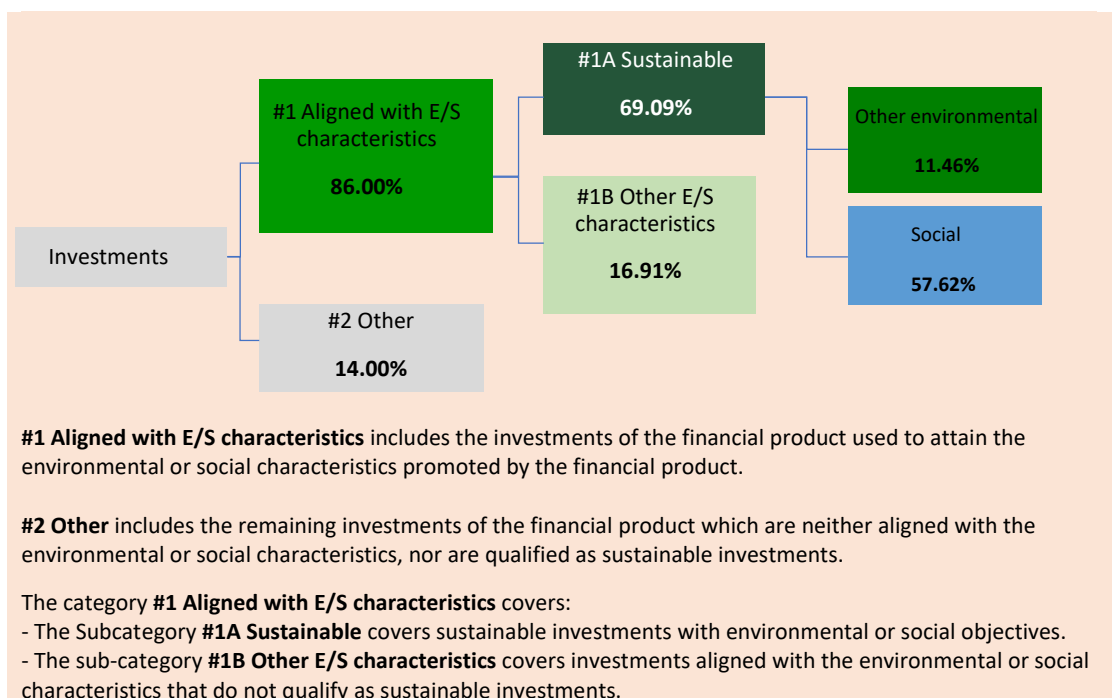 #1A Sustainable
69.09%
#1 Aligned with E/S
characteristics
86.00%
Other environmental
11.46%
#1B Other E/S
characteristics
16.91%
Social
57.62%
Investments
#2 Other
14.00%
#1 Aligned with E/S characteristics includes the investments of the financial product used to attain the
environmental or social characteristics promoted by the financial product.
#2 Other includes the remaining investments of the financial product which are neither aligned with the
environmental or social characteristics, nor are qualified as sustainable investments.
The category #1 Aligned with E/S characteristics covers:
- The Subcategory #1A Sustainable covers sustainable investments with environmental or social objectives.
- The sub-category #1B Other E/S characteristics covers investments aligned with the environmental or social
characteristics that do not qualify as sustainable investments.